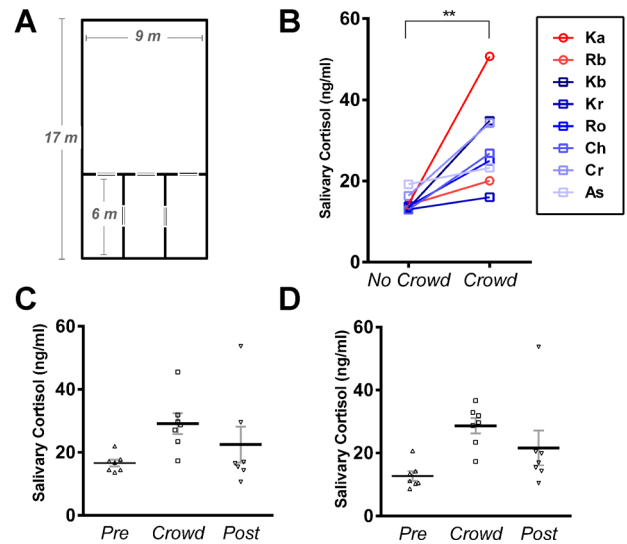 A
9 m
17 m
6 m
B
**
Salivary Cortisol (ng/ml)
60
40
20
0
No Crowd
Crowd
Ka
Rb
Kb
Kr
Ro
Ch
Cr
As
C
Salivary Cortisol (ng/ml)
60
40
20
0
Pre
Crowd
Post
D
Salivary Cortisol (ng/ml)
60
40
20
0
Pre
Crowd
Post